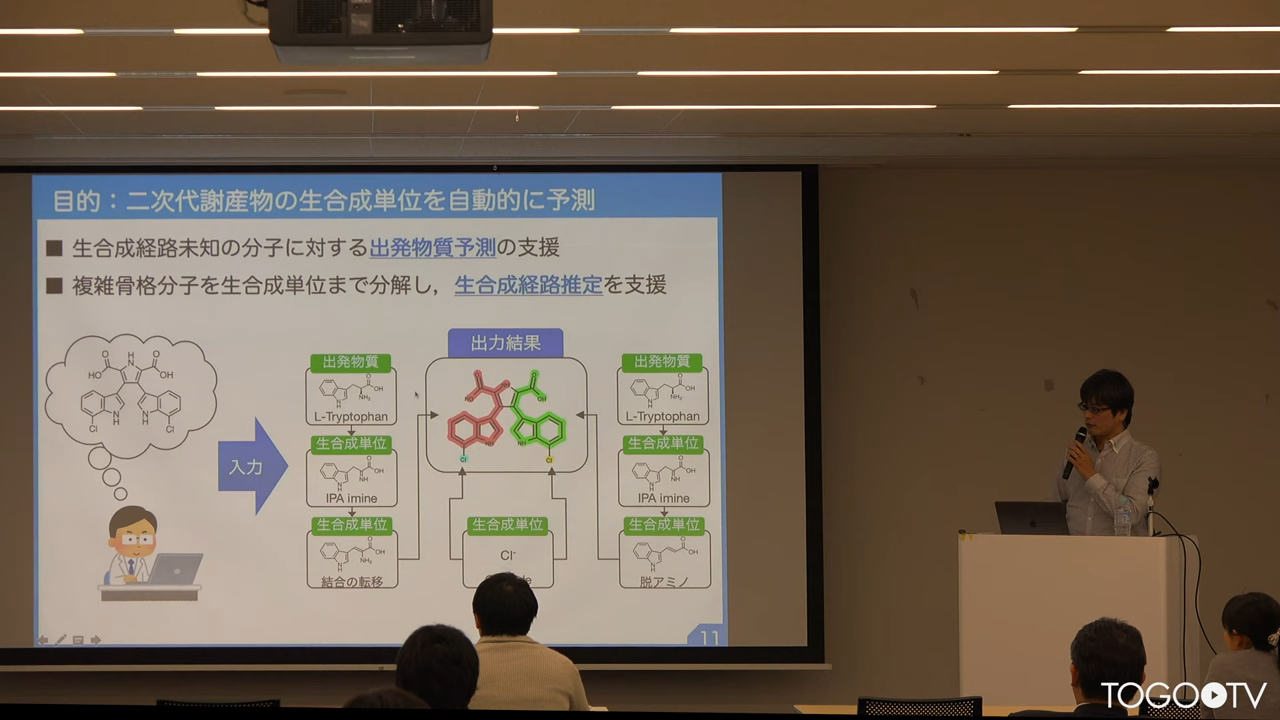 目的：二次代謝産物の生合成単位を自動的に予測
■ 生合成経路未知の分子に対する出発物質予測の支援
■ 複雑骨格分子を生合成単位まで分解し，生合成経路推定を支援
出力結果
出発物質
L-Tryptophan
生合成単位
IPA imine
生合成単位
結合の転移
入力
生合成単位
Cl-
出発物質
L-Tryptophan
生合成単位
IPA imine
生合成単位
脱アミノ
11
TOGO TV